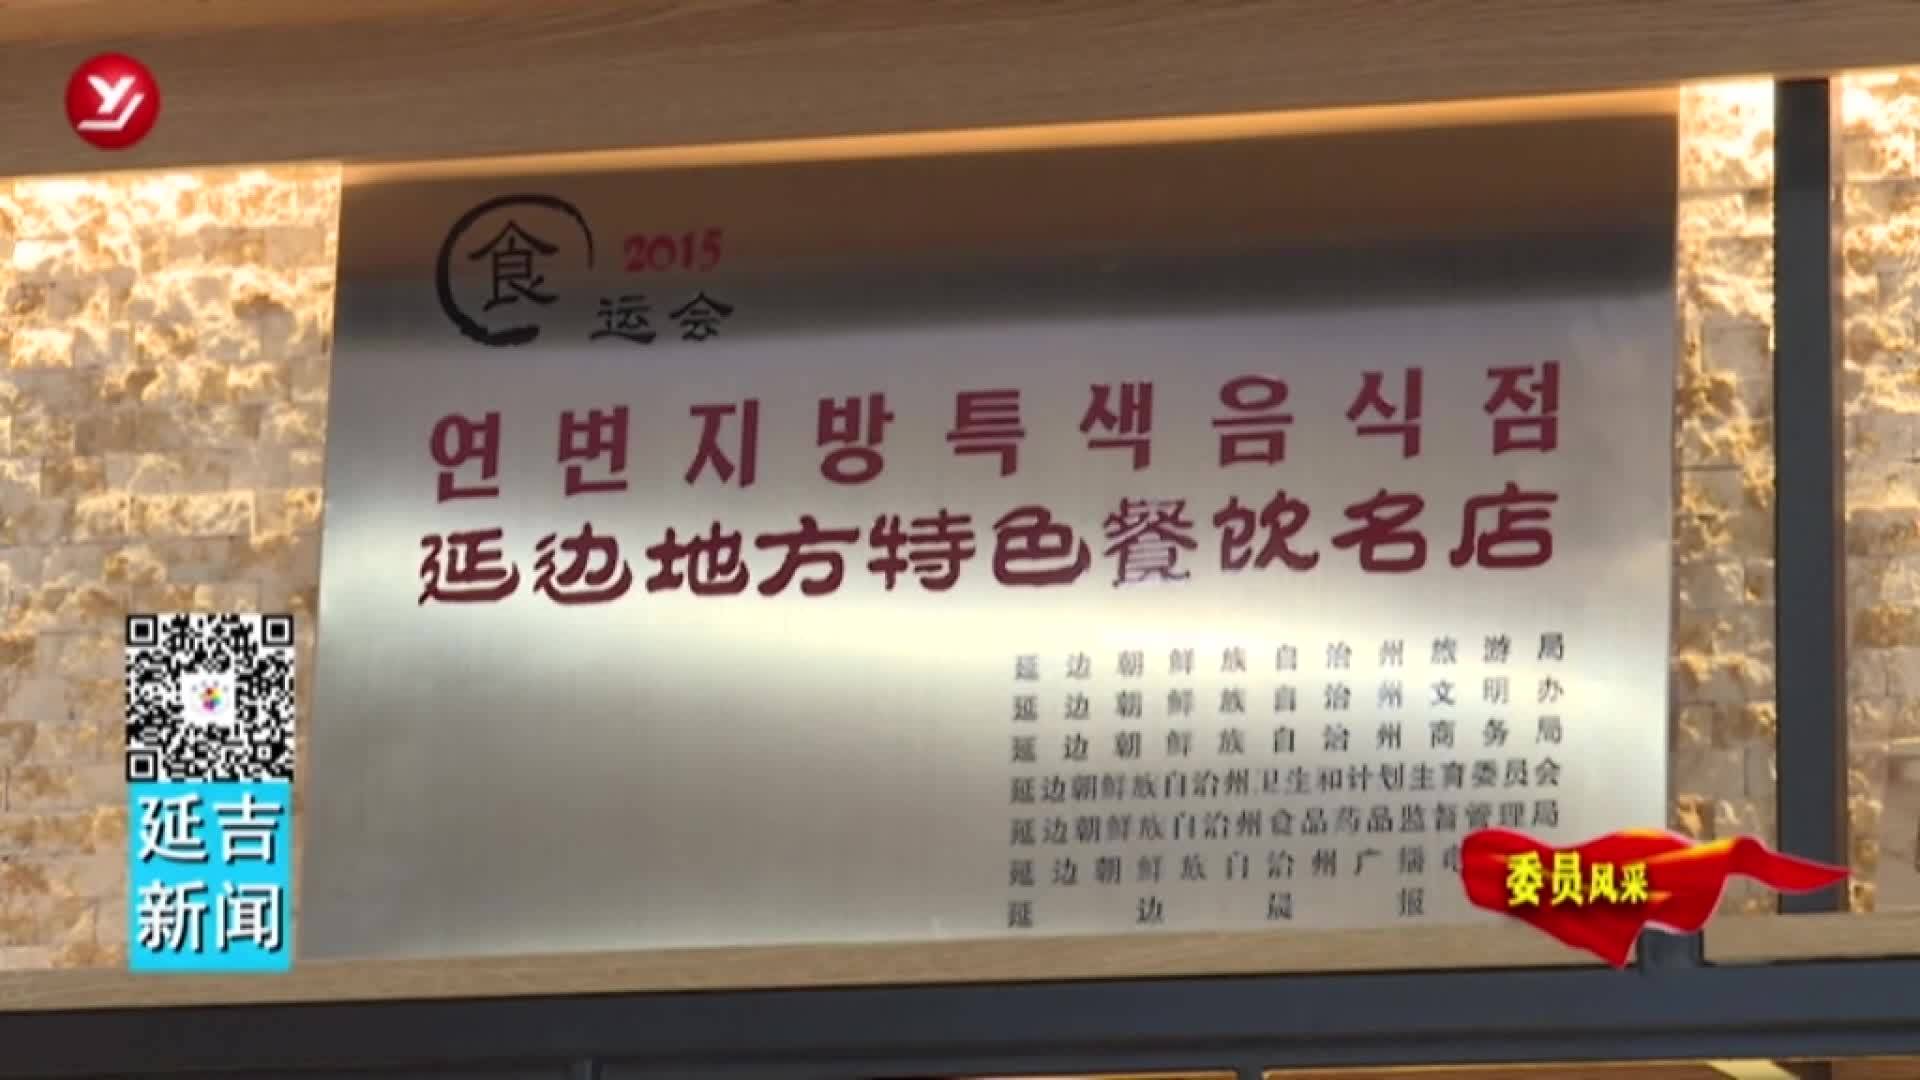 食
2015
运会
연변지방특색음식점
延边地方特色餐饮名店
延边朝鲜族自治州旅游局
延边朝鲜族自治州文明办
延边朝鲜族自治州商务局
延边朝鲜族自治州卫生和计划生育委员会
延边朝鲜族自治州食品药品监督管理局
延边朝鲜族自治州广播电
延边晨报
延吉
新闻
委员风采